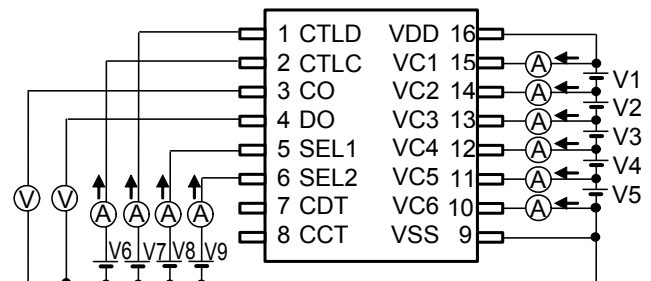 1 CTLD VDD 16
2 CTLC VC1 15 A
V1
3 CO VC2 14 A
V2
4 DO VC3 13 A
V3
5 SEL1 VC4 12 A
V4
6 SEL2 VC5 11 A
V5
V V A A A A 7 CDT VC6 10 A
V6 V7 V8 V9 8 CCT VSS 9